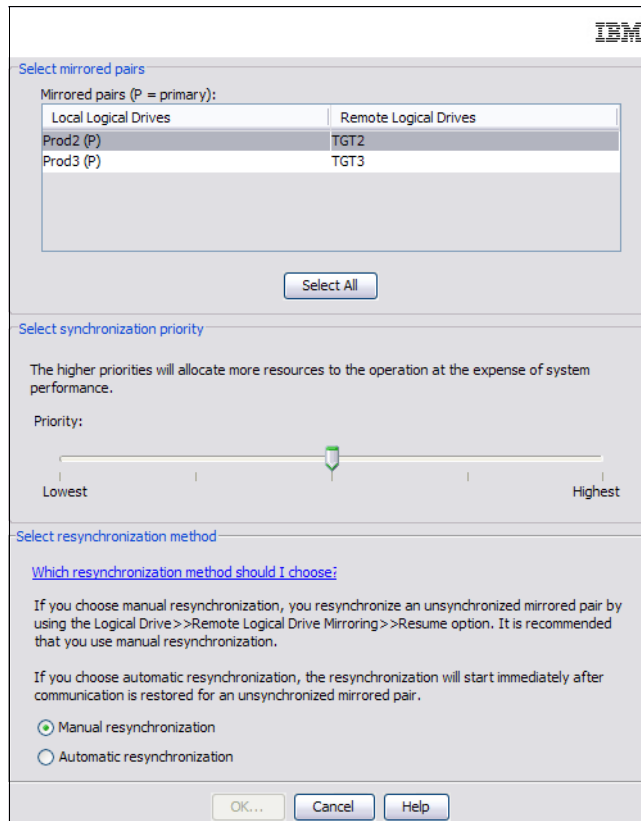 IBM
Select mirrored pairs
Mirrored pairs (P = primary):
Local Logical Drives Remote Logical Drives
Prod2 (P) TGT2
Prod3 (P) TGT3
Select All
Select synchronization priority
The higher priorities will allocate more resources to the operation at the expense of system
performance.
Priority:
Lowest Highest
Select resynchronization method
Which resynchronization method should I choose?
If you choose manual resynchronization, you resynchronize an unsynchronized mirrored pair by
using the Logical Drive>>Remote Logical Drive Mirroring>>Resume option. It is recommended
that you use manual resynchronization.
If you choose automatic resynchronization, the resynchronization will start immediately after
communication is restored for an unsynchronized mirrored pair.
Manual resynchronization
Automatic resynchronization
OK... Cancel Help